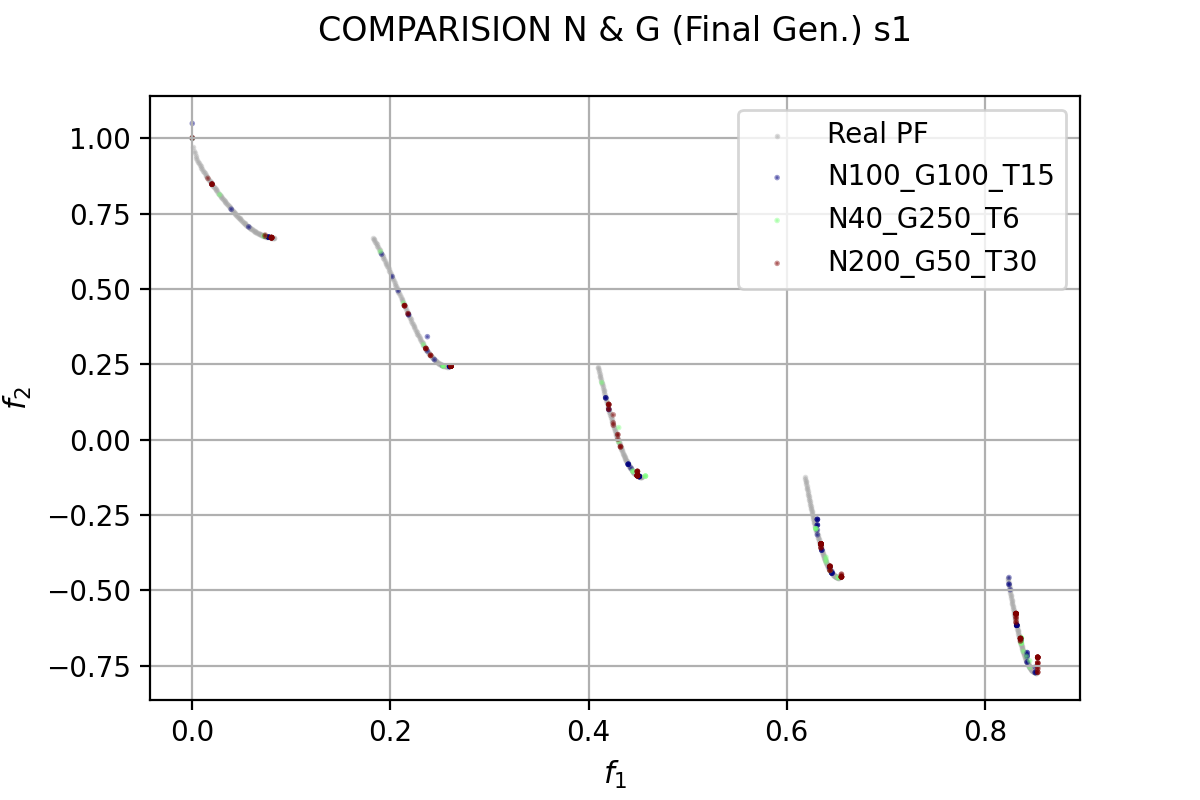 COMPARISION N & G (Final Gen.) s1
Real PF
N100_G100_T15
N40_G250_T6
N200_G50_T30
1.00
0.75
0.50
0.25
0.00
−0.25
−0.50
−0.75
f2
0.0 0.2 0.4 0.6 0.8
f1